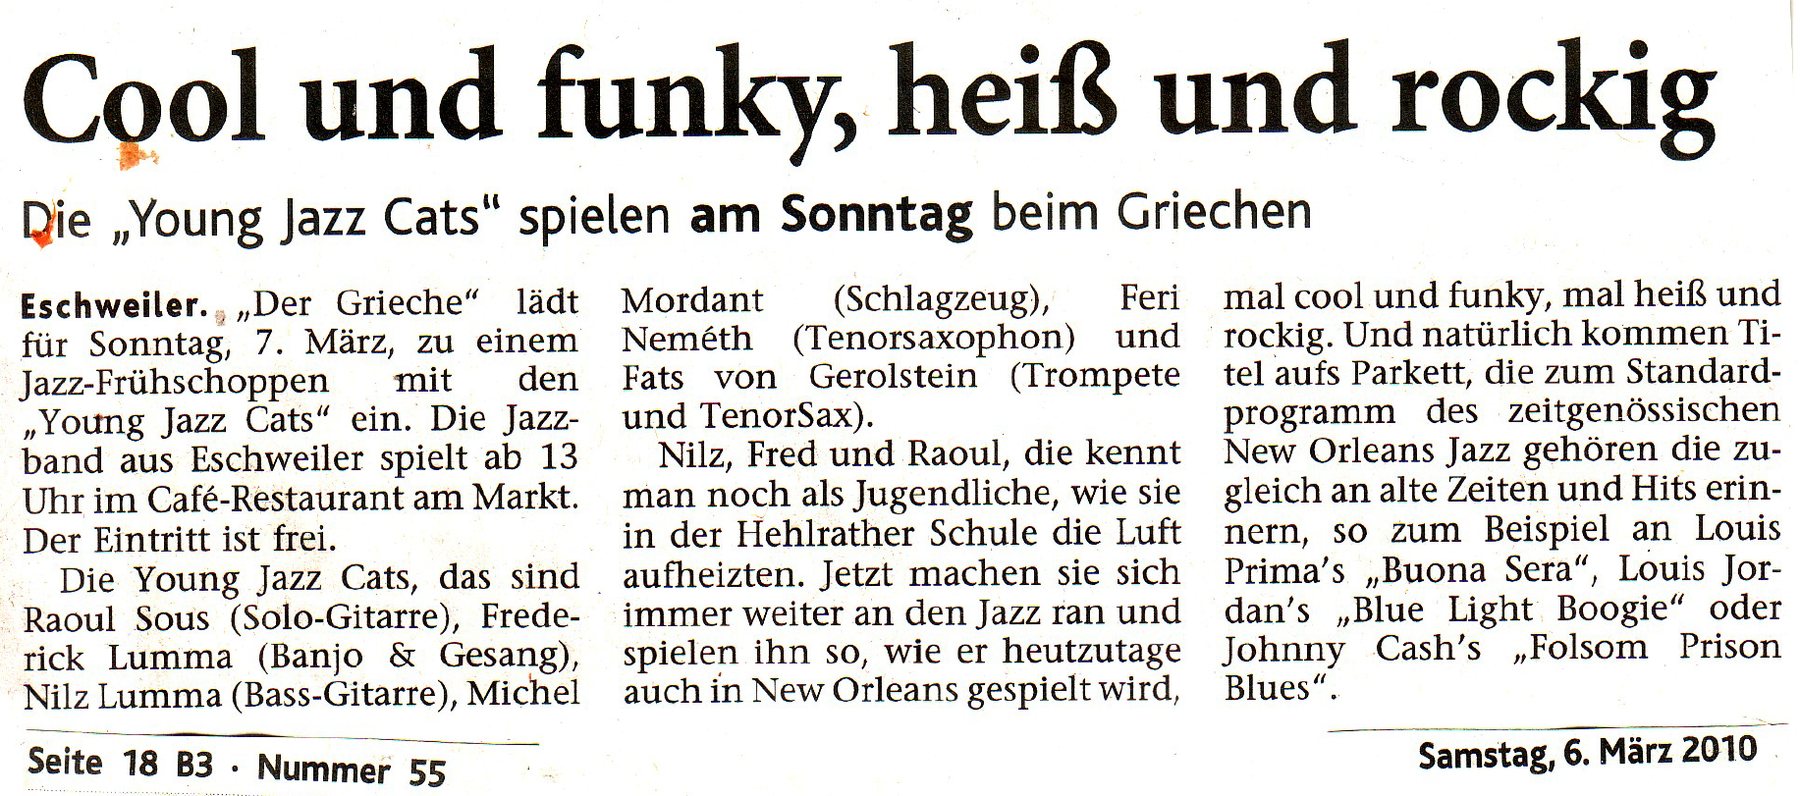 Cool und funky, heiß und rockig
Die „Young Jazz Cats“ spielen am Sonntag beim Griechen
Eschweiler. „Der Grieche“ lädt
für Sonntag, 7. März, zu einem
Jazz-Frühschoppen mit den
„Young Jazz Cats“ ein. Die Jazz-
band aus Eschweiler spielt ab 13
Uhr im Café-Restaurant am Markt.
Der Eintritt ist frei.
Die Young Jazz Cats, das sind
Raoul Sous (Solo-Gitarre), Frede-
rick Lumma (Banjo & Gesang),
Nilz Lumma (Bass-Gitarre), Michel
Mordant (Schlagzeug), Feri
Neméth (Tenorsaxophon) und
Fats von Gerolstein (Trompete
und TenorSax).
Nilz, Fred und Raoul, die kennt
man noch als Jugendliche, wie sie
in der Hehlrather Schule die Luft
aufheizten. Jetzt machen sie sich
immer weiter an den Jazz ran und
spielen ihn so, wie er heutzutage
auch in New Orleans gespielt wird,
mal cool und funky, mal heiß und
rockig. Und natürlich kommen Ti-
tel aufs Parkett, die zum Standard-
programm des zeitgenössischen
New Orleans Jazz gehören die zu-
gleich an alte Zeiten und Hits erin-
nern, so zum Beispiel an Louis
Prima's „Buona Sera“, Louis Jor-
dan's „Blue Light Boogie“ oder
Johnny Cash's „Folsom Prison
Blues“.
Seite 18 B3 · Nummer 55
Samstag, 6. März 2010